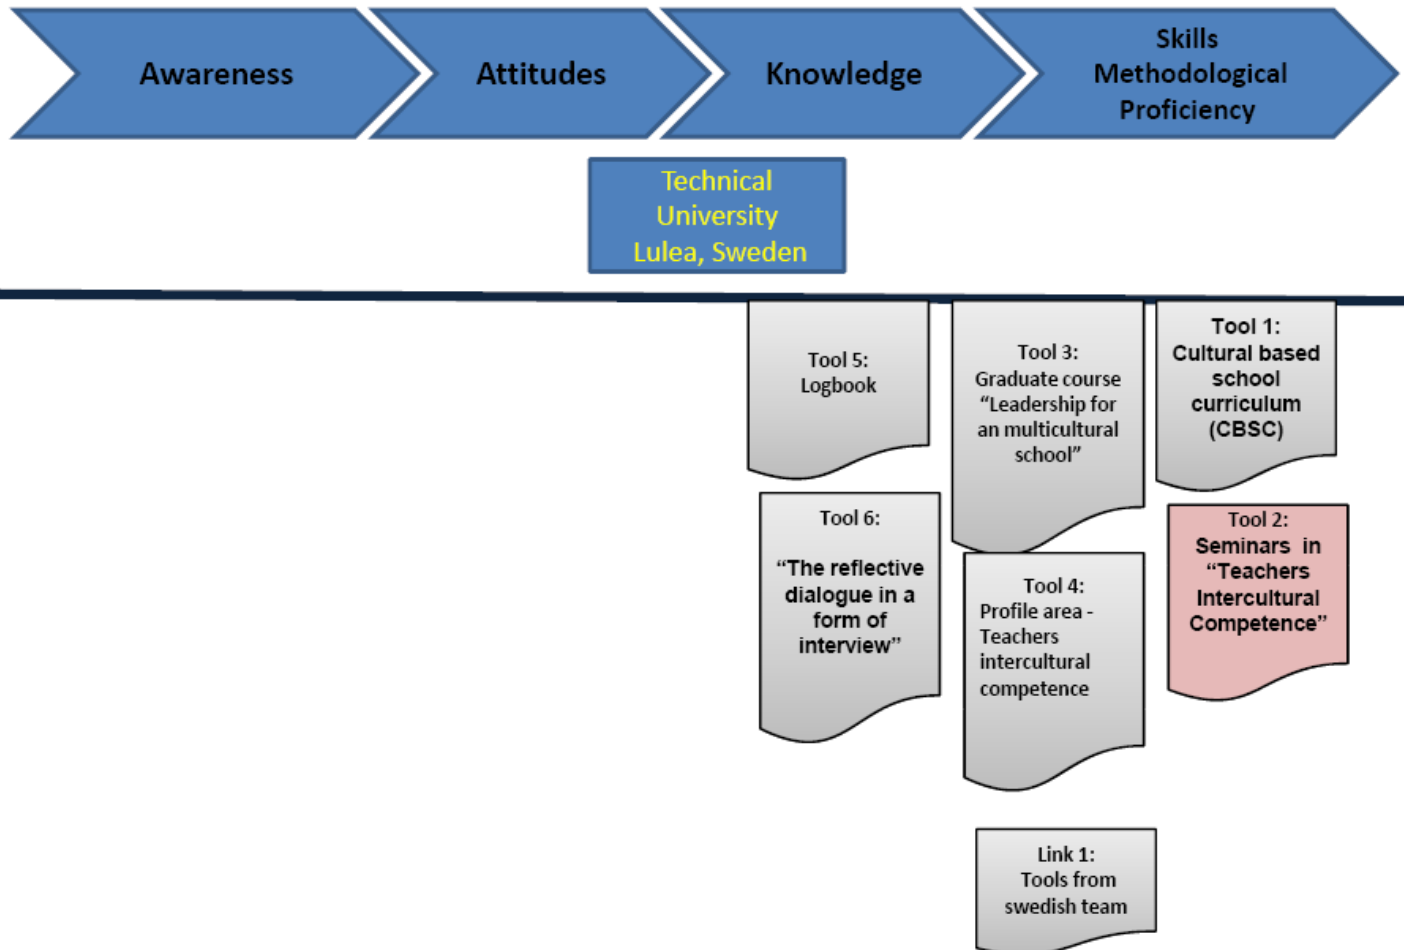 Awareness
Attitudes
Knowledge
Skills
Methodological
Proficiency
Technical
University
Lulea, Sweden
Tool 5:
Logbook
Tool 3:
Graduate course
“Leadership for
an multicultural
school”
Tool 1:
Cultural based
school
curriculum
(CBSC)
Tool 6:
“The reflective
dialogue in a
form of
interview”
Tool 4:
Profile area -
Teachers
intercultural
competence
Tool 2:
Seminars in
“Teachers
Intercultural
Competence”
Link 1:
Tools from
swedish team